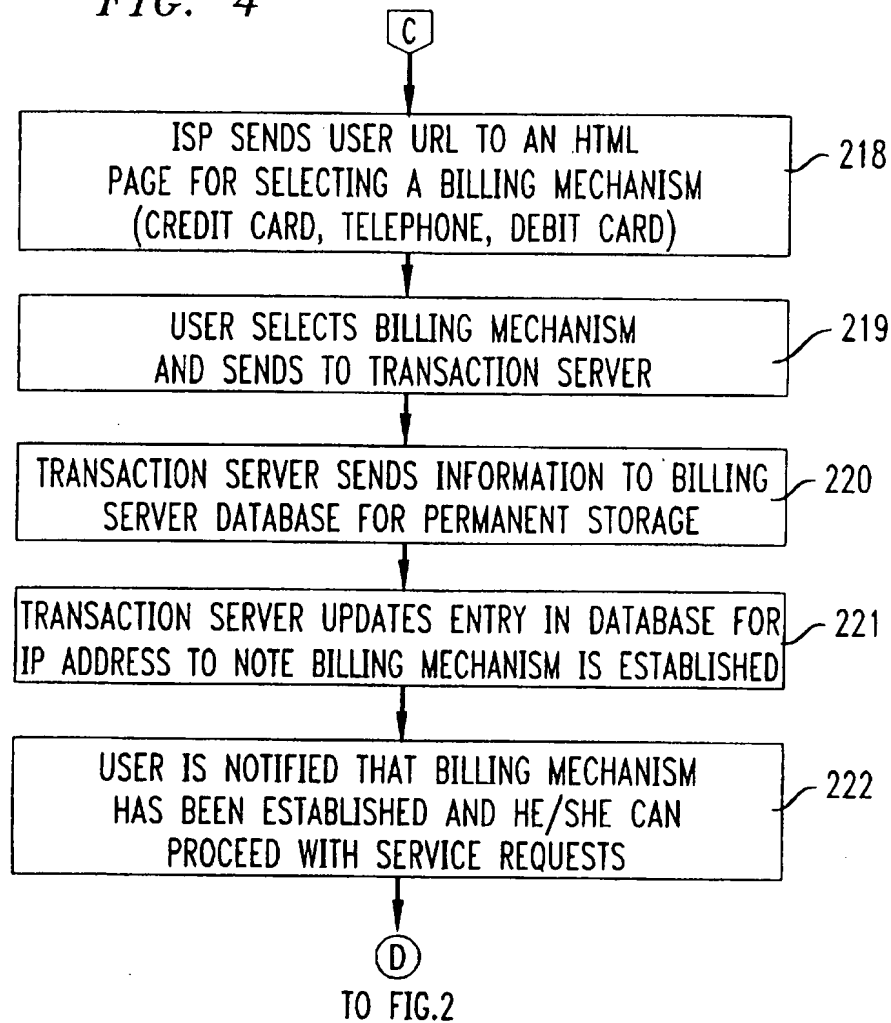 FIG. 4
C
ISP SENDS USER URL TO AN HTML
PAGE FOR SELECTING A BILLING MECHANISM
(CREDIT CARD, TELEPHONE, DEBIT CARD)
218
USER SELECTS BILLING MECHANISM
AND SENDS TO TRANSACTION SERVER
219
TRANSACTION SERVER SENDS INFORMATION TO BILLING
SERVER DATABASE FOR PERMANENT STORAGE
220
TRANSACTION SERVER UPDATES ENTRY IN DATABASE FOR
IP ADDRESS TO NOTE BILLING MECHANISM IS ESTABLISHED
221
USER IS NOTIFIED THAT BILLING MECHANISM
HAS BEEN ESTABLISHED AND HE/SHE CAN
PROCEED WITH SERVICE REQUESTS
222
D
TO FIG.2